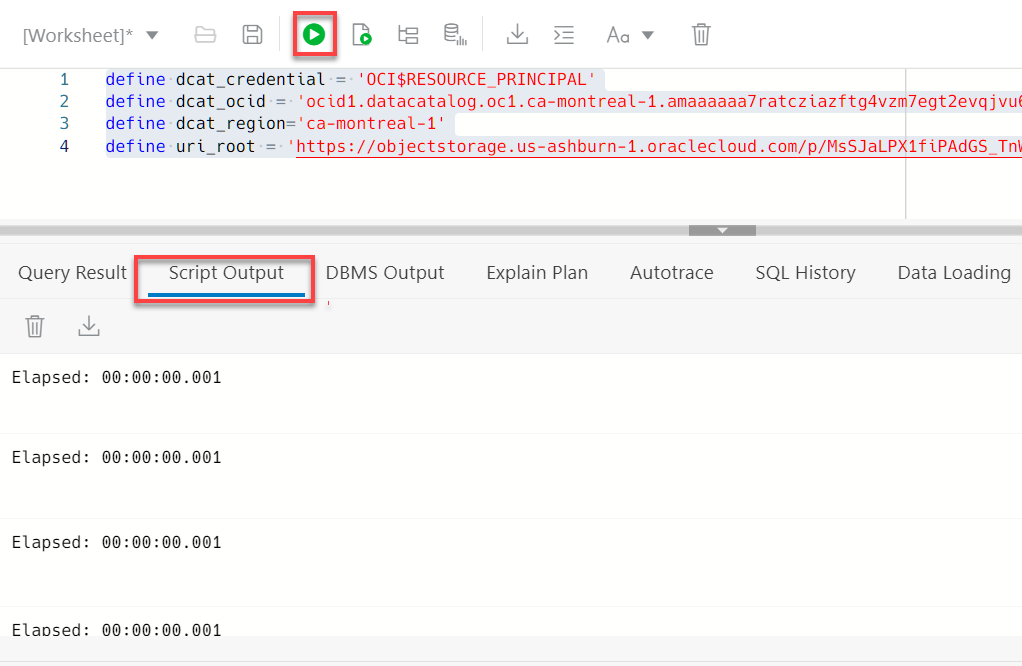 [Worksheet]*
Aa
1 define dcat_credential = 'OCI$RESOURCE_PRINCIPAL'
2 define dcat_ocid = 'ocid1.datacatalog.oc1.ca-montreal-1.amaaaaaa7ratcziazftg4vzm7egt2evqjvu6
3 define dcat_region='ca-montreal-1'
4 define uri_root = 'https://objectstorage.us-ashburn-1.oraclecloud.com/p/MsSJaLPX1fiPAdGS_TnW
Query Result Script Output DBMS Output Explain Plan Autotrace SQL History Data Loading
Elapsed: 00:00:00.001
Elapsed: 00:00:00.001
Elapsed: 00:00:00.001
Elapsed: 00:00:00.001